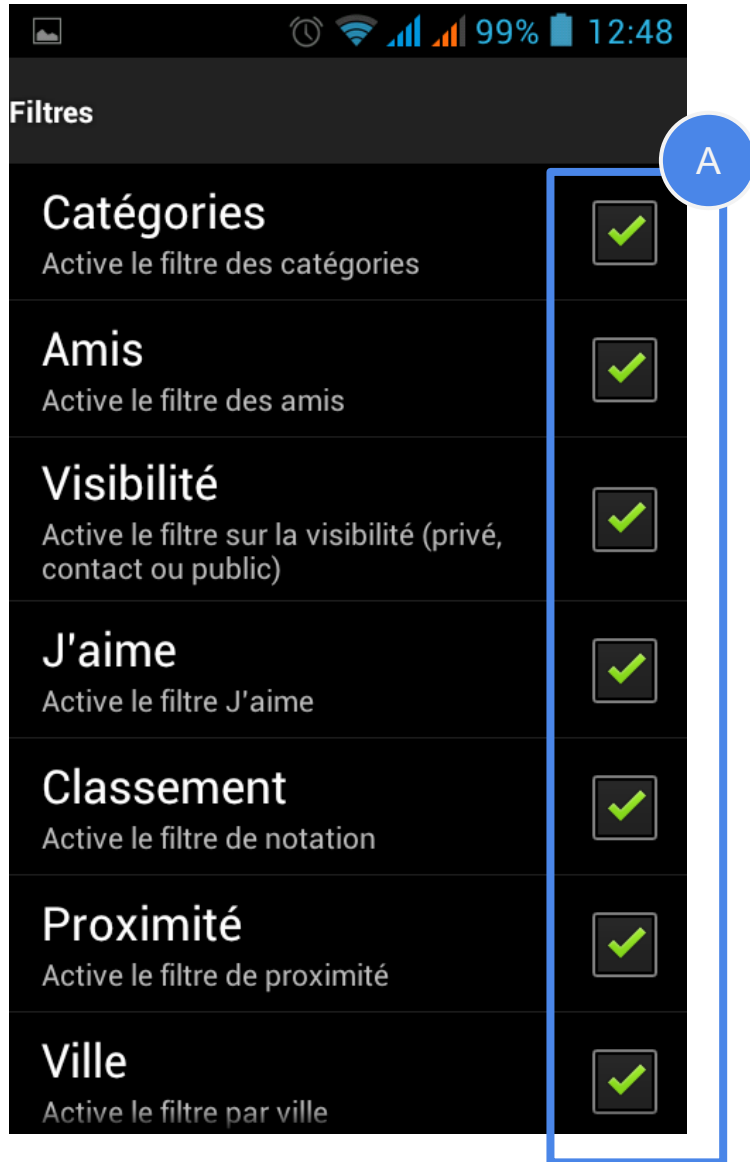 99% 12:48
Filtres
A
Catégories
Active le filtre des catégories
Amis
Active le filtre des amis
Visibilité
Active le filtre sur la visibilité (privé,
contact ou public)
J'aime
Active le filtre J'aime
Classement
Active le filtre de notation
Proximité
Active le filtre de proximité
Ville
Active le filtre par ville